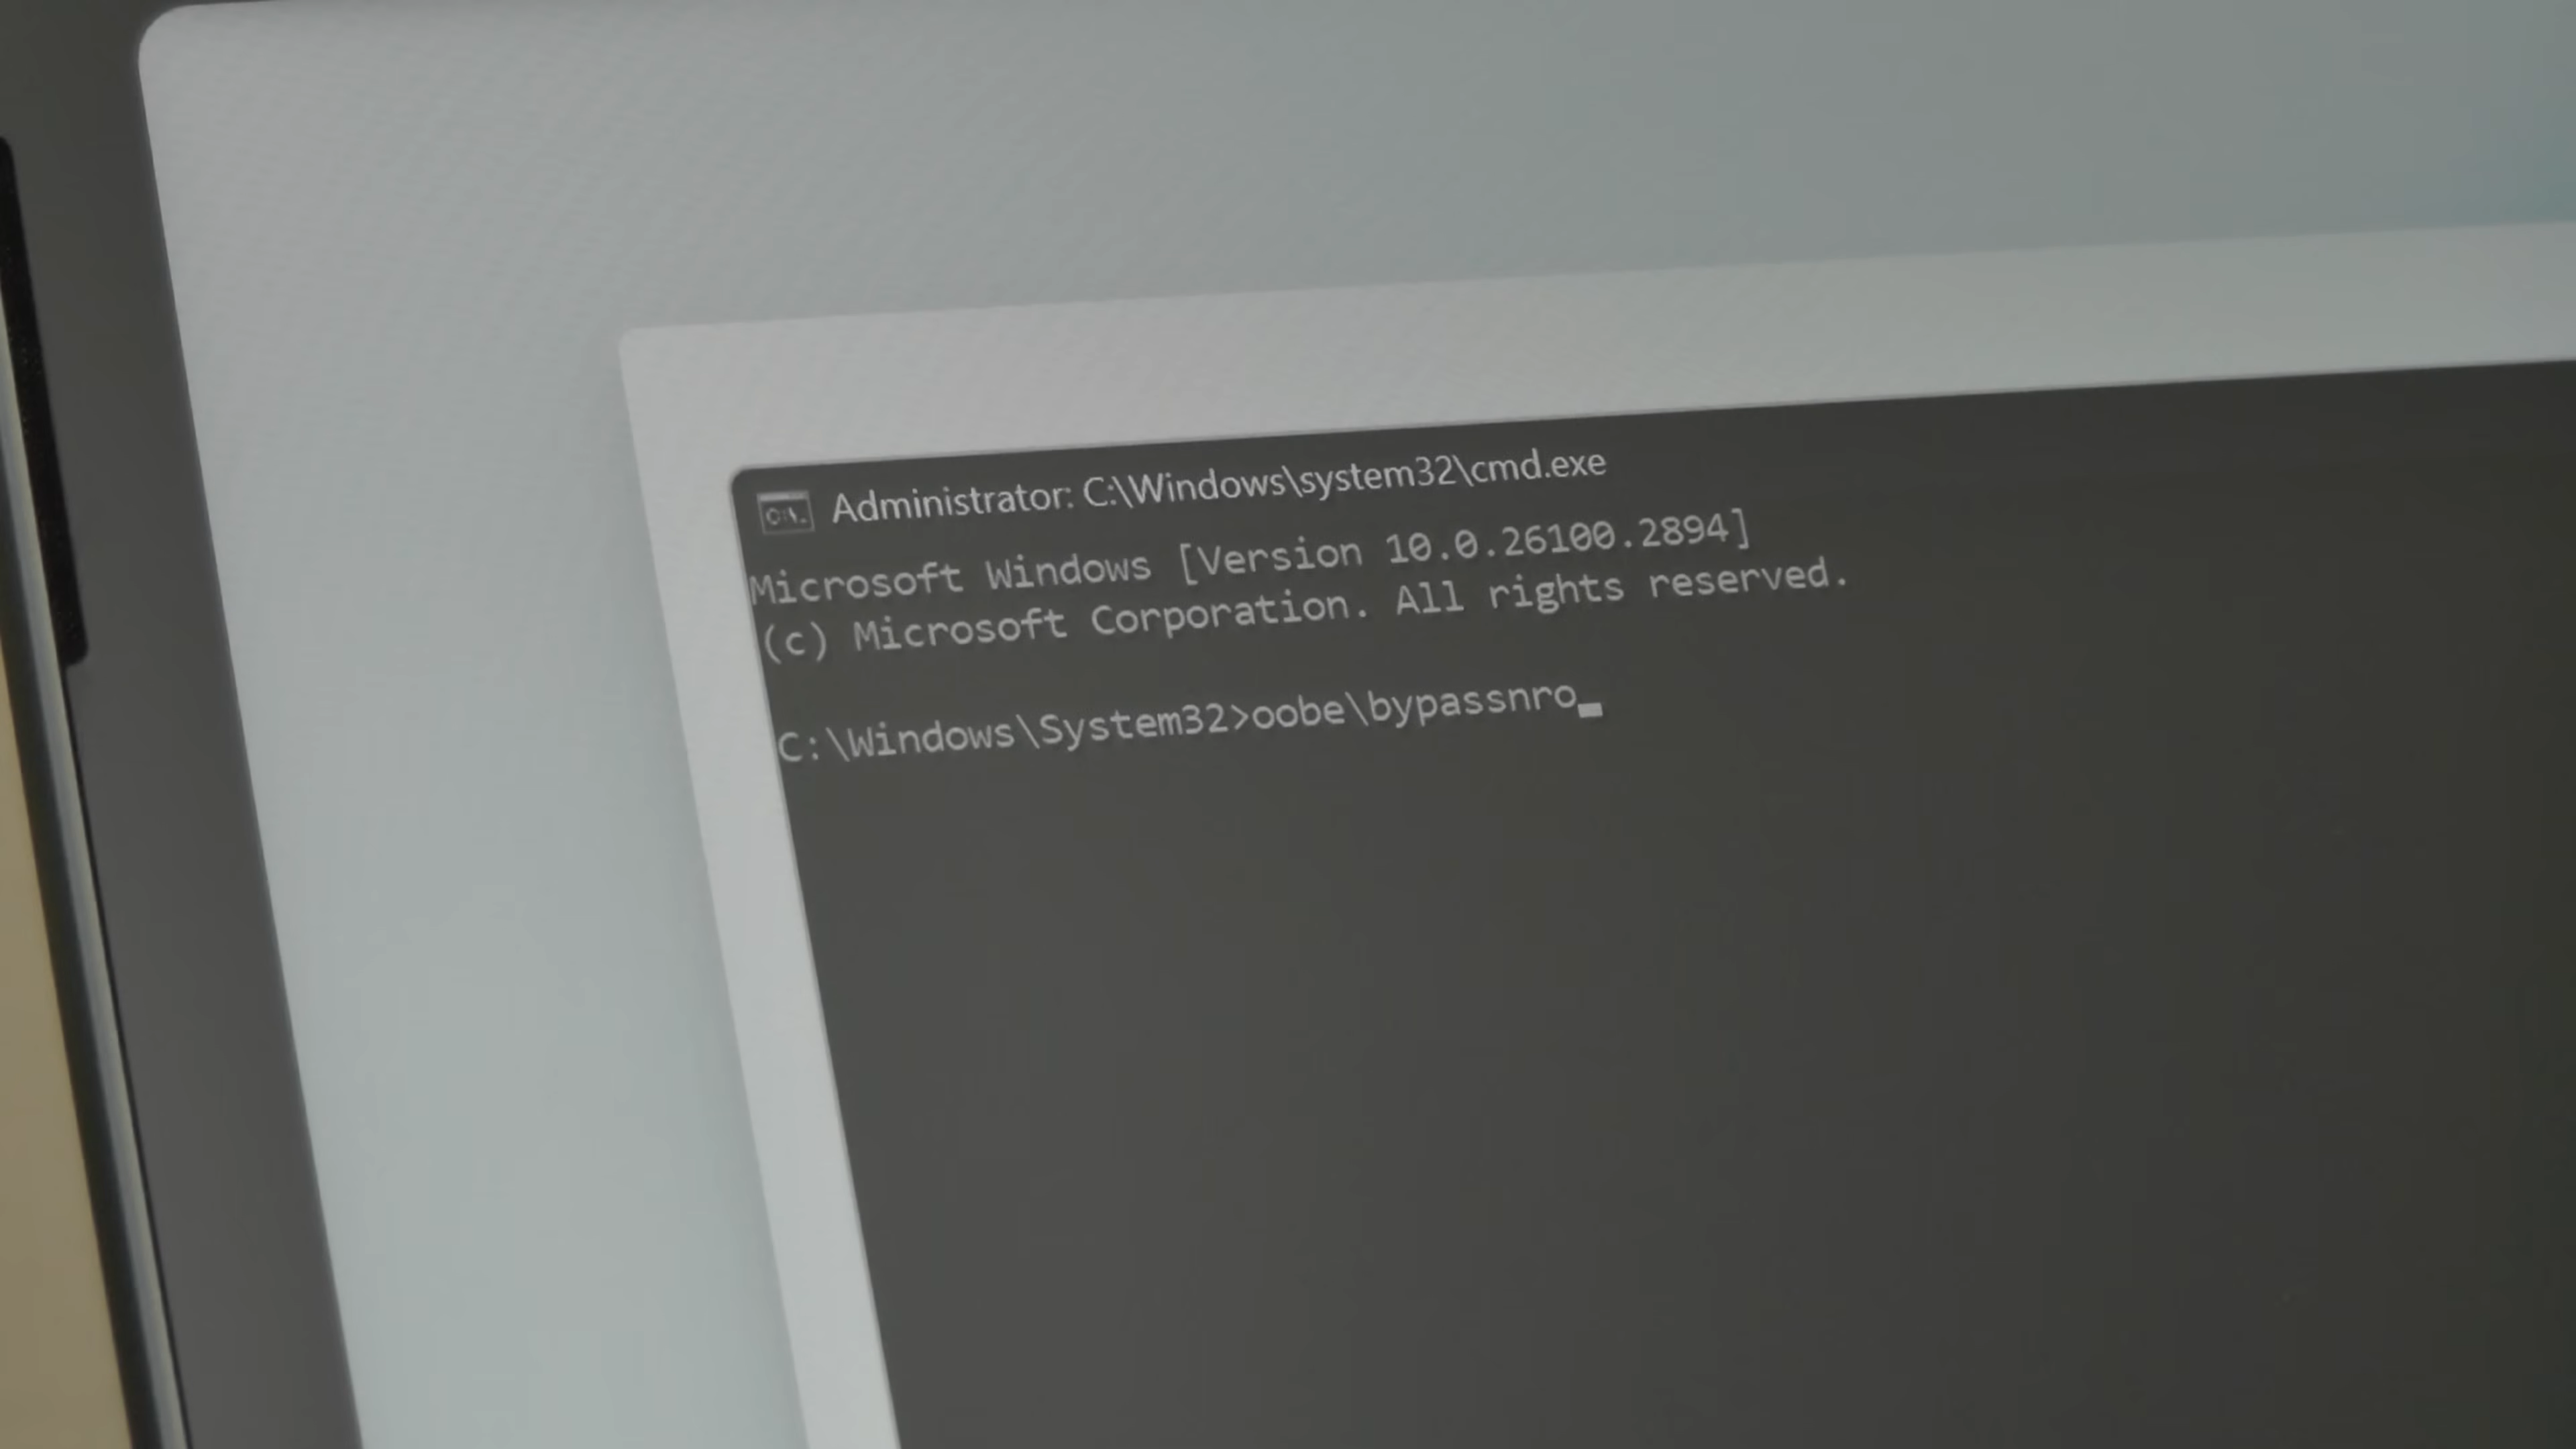 Administrator: C:\Windows\system32\cmd.exe
Microsoft Windows [Version 10.0.26100.2894]
(c) Microsoft Corporation. All rights reserved.
C:\Windows\System32>oobe\bypassnro